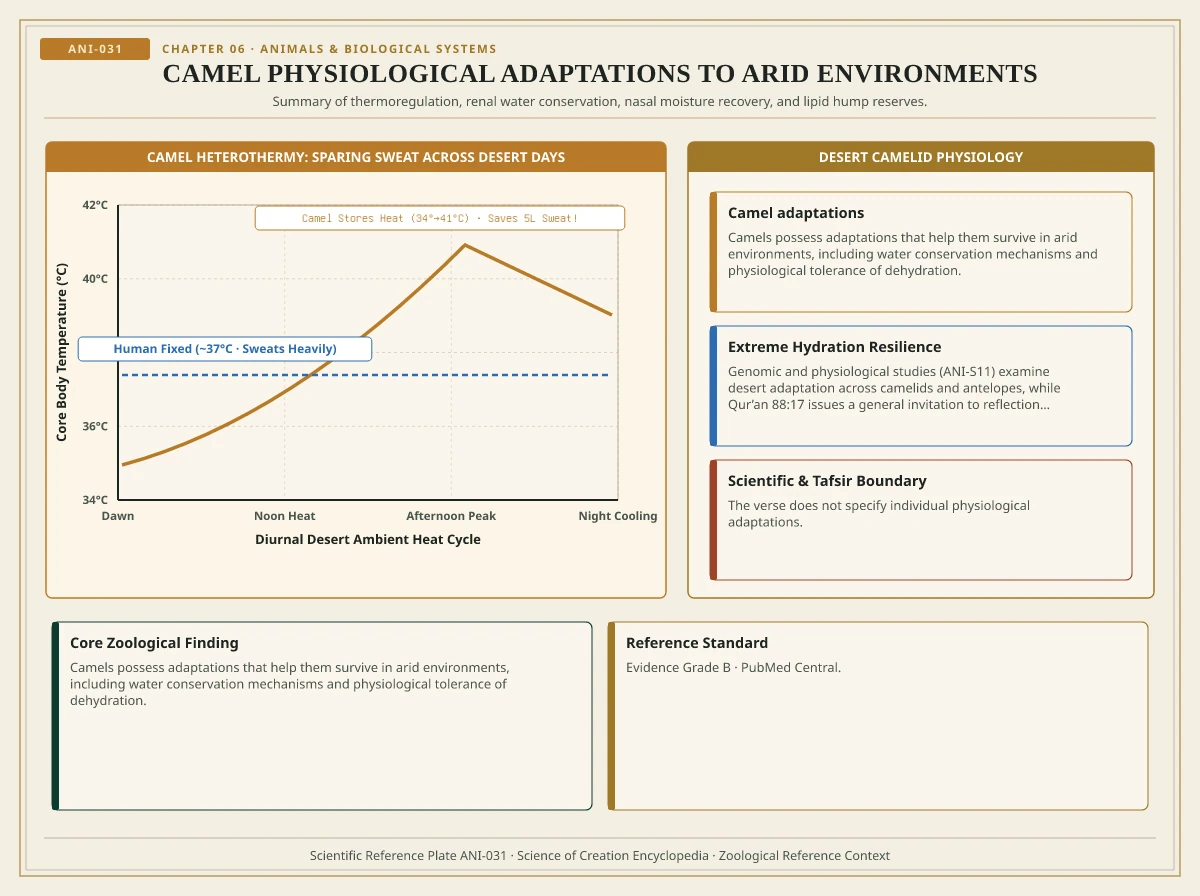 ANI-031
CHAPTER 06 · ANIMALS & BIOLOGICAL SYSTEMS
CAMEL PHYSIOLOGICAL ADAPTATIONS TO ARID ENVIRONMENTS
Summary of thermoregulation, renal water conservation, nasal moisture recovery, and lipid hump reserves.
CAMEL HETEROTHERMY: SPARING SWEAT ACROSS DESERT DAYS
42°C
Camel Stores Heat (34°→41°C) · Saves 5L Sweat!
40°C
Human Fixed (~37°C · Sweats Heavily)
36°C
34°C
Core Body Temperature (°C)
Dawn
Noon Heat
Afternoon Peak
Night Cooling
Diurnal Desert Ambient Heat Cycle
DESERT CAMELID PHYSIOLOGY
Camel adaptations
Camels possess adaptations that help them survive in arid
environments, including water conservation mechanisms and
physiological tolerance of dehydration.
Extreme Hydration Resilience
Genomic and physiological studies (ANI-S11) examine
desert adaptation across camelids and antelopes, while
Qur’an 88:17 issues a general invitation to reflection...
Scientific & Tafsir Boundary
The verse does not specify individual physiological
adaptations.
Core Zoological Finding
Camels possess adaptations that help them survive in arid environments,
including water conservation mechanisms and physiological tolerance of
dehydration.
Reference Standard
Evidence Grade B · PubMed Central.
Scientific Reference Plate ANI-031 · Science of Creation Encyclopedia · Zoological Reference Context